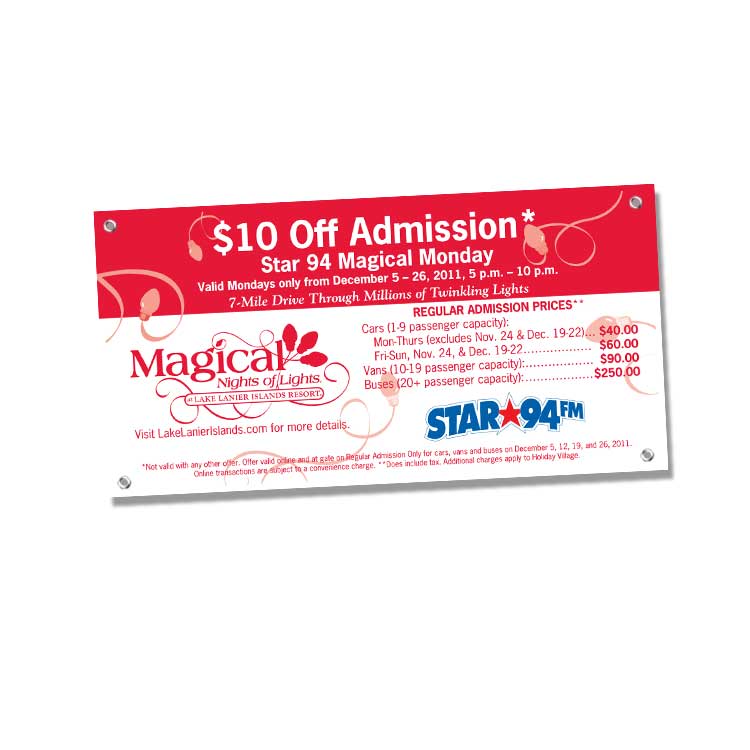 $10 Off Admission*
Star 94 Magical Monday
Valid Mondays only from December 5 – 26, 2011, 5 p.m. – 10 p.m.
7-Mile Drive Through Millions of Twinkling Lights
REGULAR ADMISSION PRICES**
Cars (1-9 passenger capacity):
Mon-Thurs (excludes Nov. 24 & Dec. 19-22)... $40.00
Fri-Sun, Nov. 24, & Dec. 19-22.................. $60.00
Vans (10-19 passenger capacity):................ $90.00
Buses (20+ passenger capacity):................ $250.00
Magical
Nights of Lights
at LAKE LANIER ISLANDS RESORT
Visit LakeLanierIslands.com for more details.
STAR★94FM
*Not valid with any other offer. Offer valid online and at gate on Regular Admission Only for cars, vans and buses on December 5, 12, 19, and 26, 2011.
Online transactions are subject to a convenience charge. **Does include tax. Additional charges apply to Holiday Village.